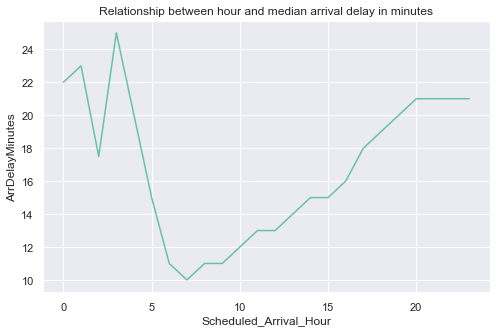 Relationship between hour and median arrival delay in minutes
ArrDelayMinutes
24
22
20
18
16
14
12
10
0 5 10 15 20
Scheduled_Arrival_Hour